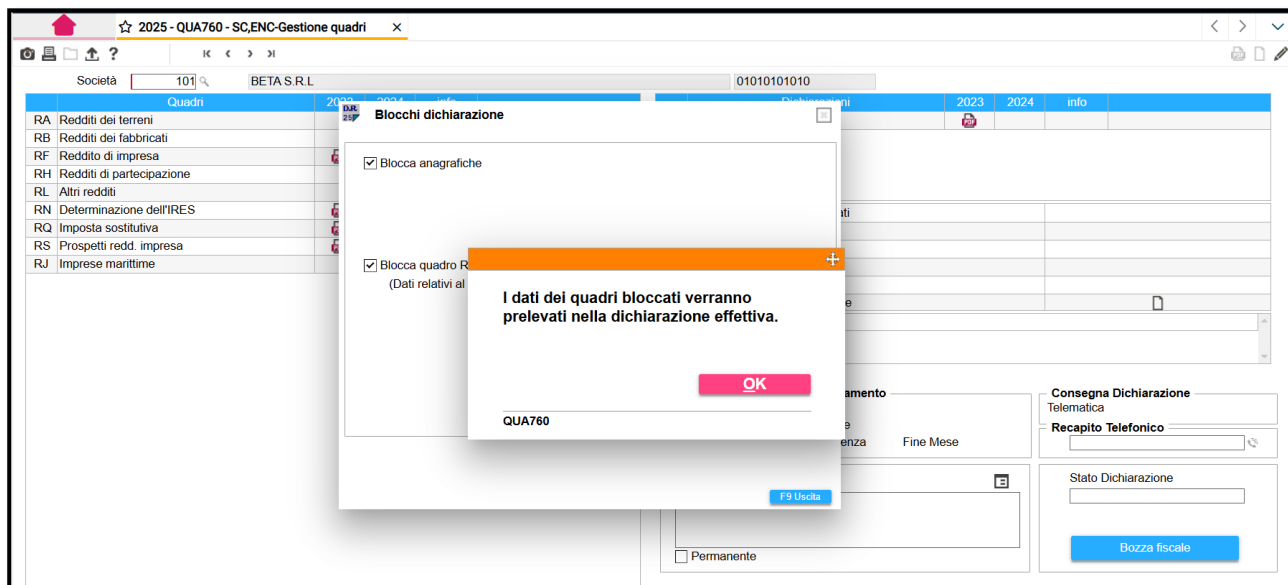 2025 - QUA760 - SC,ENC-Gestione quadri
?
Società 101 BETA S.R.L 01010101010
Quadri
RA Redditi dei terreni
RB Redditi dei fabbricati
RF Reddito di impresa
RH Redditi di partecipazione
RL Altri redditi
RN Determinazione dell'IRES
RQ Imposta sostitutiva
RS Prospetti redd. impresa
RJ Imprese marittime
2023 2024 info
PDF
D.R.
25
Blocchi dichiarazione
Blocca anagrafiche
Blocca quadro R
(Dati relativi al
F9 Uscita
I dati dei quadri bloccati verranno
prelevati nella dichiarazione effettiva.
OK
QUA760
ati
e
amento
e
enza Fine Mese
Permanente
Consegna Dichiarazione
Telematica
Recapito Telefonico
Stato Dichiarazione
Bozza fiscale